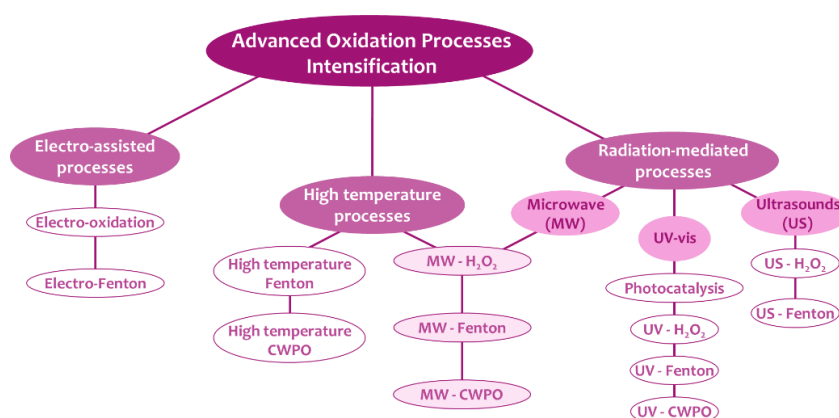 Advanced Oxidation Processes
Intensification
Electro-assisted
processes
Electro-oxidation
Electro-Fenton
High temperature
processes
High temperature
Fenton
High temperature
CWPO
MW - H₂O₂
MW - Fenton
MW - CWPO
Radiation-mediated
processes
Microwave
(MW)
UV-vis
Photocatalysis
UV - H₂O₂
UV - Fenton
UV - CWPO
Ultrasounds
(US)
US - H₂O₂
US - Fenton